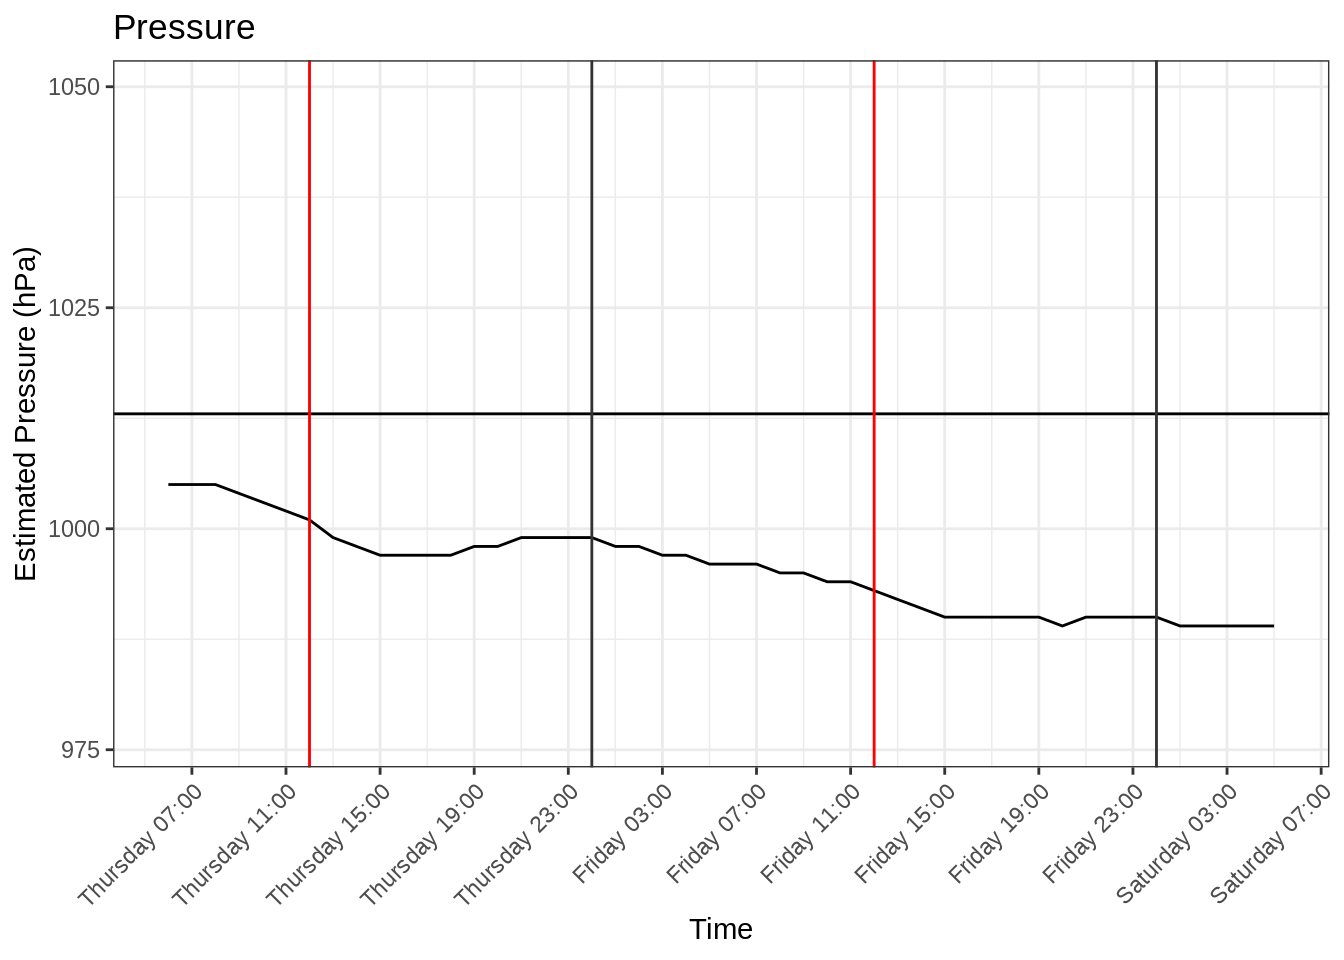 Pressure
Estimated Pressure (hPa)
1050
1025
1000
975
Thursday 07:00
Thursday 11:00
Thursday 15:00
Thursday 19:00
Thursday 23:00
Friday 03:00
Friday 07:00
Friday 11:00
Friday 15:00
Friday 19:00
Friday 23:00
Saturday 03:00
Saturday 07:00
Time